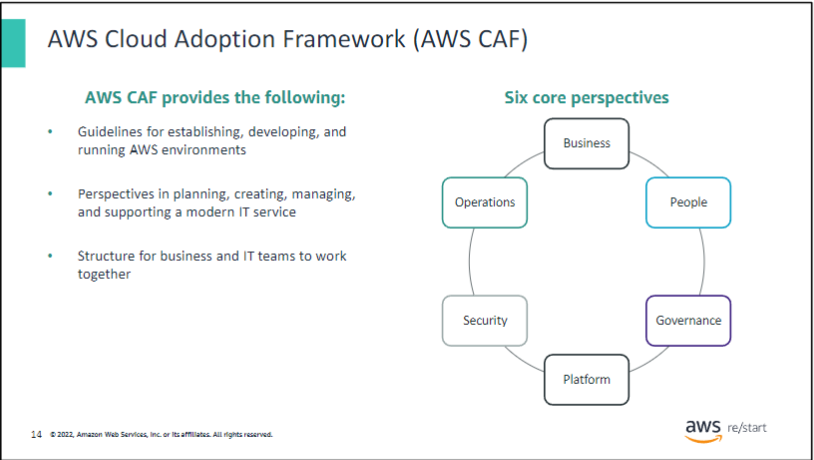 AWS Cloud Adoption Framework (AWS CAF)
AWS CAF provides the following:
• Guidelines for establishing, developing, and
running AWS environments
• Perspectives in planning, creating, managing,
and supporting a modern IT service
• Structure for business and IT teams to work
together
Six core perspectives
Business
Operations
People
Security
Governance
Platform
14 © 2022, Amazon Web Services, Inc. or its affiliates. All rights reserved.
aws re/start